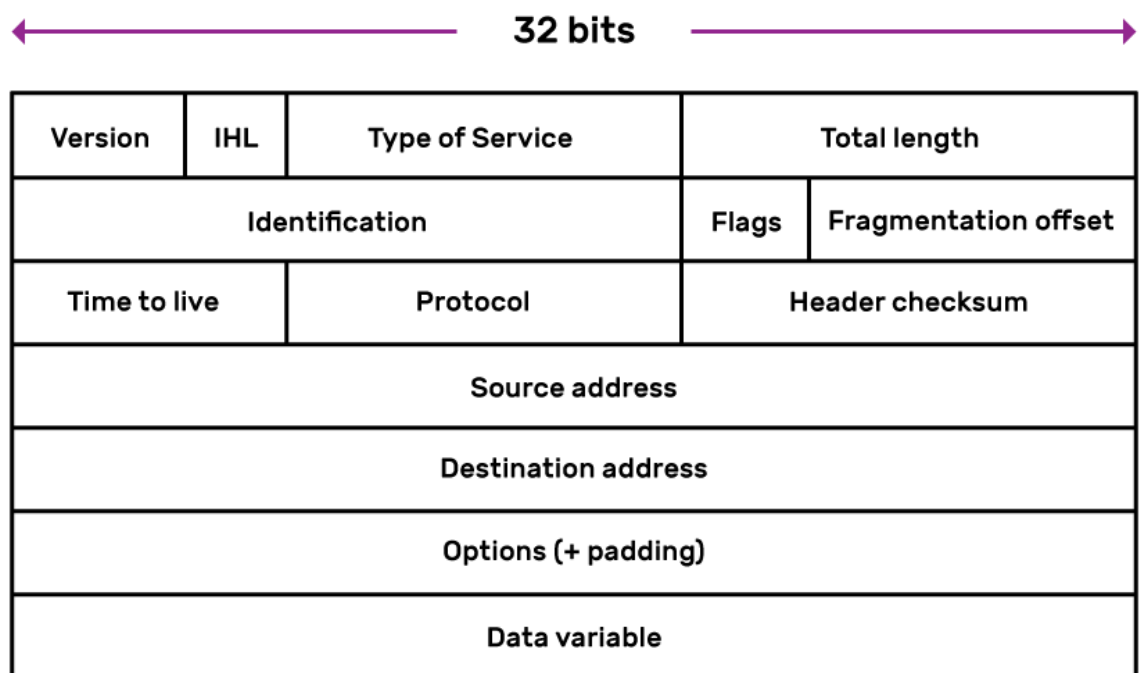 32 bits
Version IHL Type of Service Total length
Identification Flags Fragmentation offset
Time to live Protocol Header checksum
Source address
Destination address
Options (+ padding)
Data variable